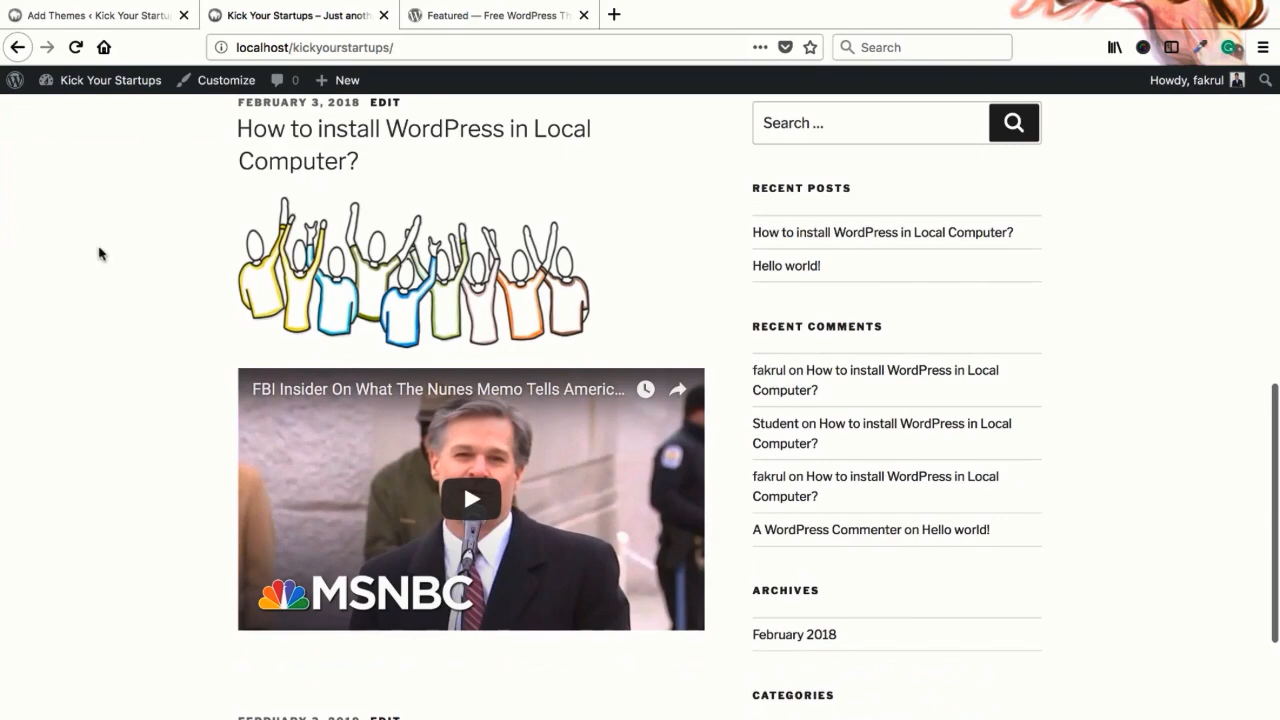 Add Themes ‹ Kick Your Startu
Kick Your Startups – Just anoth
Featured — Free WordPress Th
localhost/kickyourstartups/
Search
Kick Your Startups
Customize
0
New
Howdy, fakrul
FEBRUARY 3, 2018 EDIT
How to install WordPress in Local
Computer?
FBI Insider On What The Nunes Memo Tells Americ...
MSNBC
Search ...
RECENT POSTS
How to install WordPress in Local Computer?
Hello world!
RECENT COMMENTS
fakrul on How to install WordPress in Local
Computer?
Student on How to install WordPress in Local
Computer?
fakrul on How to install WordPress in Local
Computer?
A WordPress Commenter on Hello world!
ARCHIVES
February 2018
CATEGORIES
FEBRUARY 3, 2018 EDIT